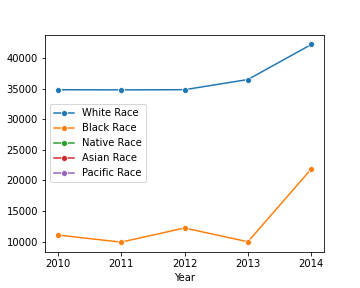 40000
35000
30000
25000
20000
15000
10000
White Race
Black Race
Native Race
Asian Race
Pacific Race
2010 2011 2012 2013 2014
Year